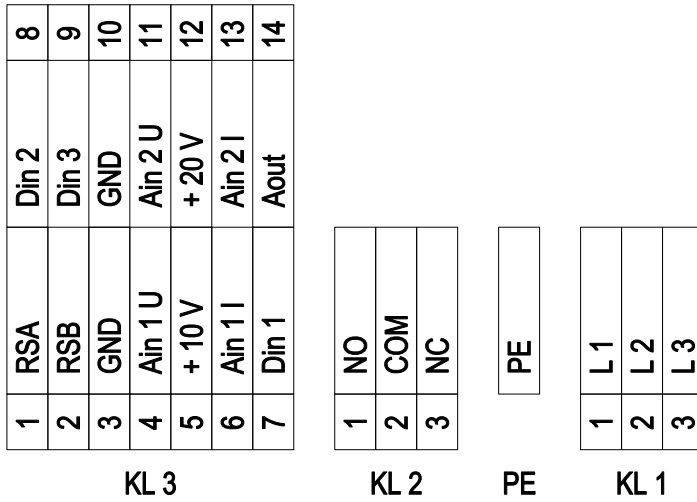 8 9 10 11 12 13 14
Din 2 Din 3 GND Ain 2 U + 20 V Ain 2 I Aout
RSA RSB GND Ain 1 U + 10 V Ain 1 I Din 1
1 2 3 4 5 6 7
KL 3
NO COM NC
1 2 3
KL 2
PE
PE
L 1 L 2 L 3
1 2 3
KL 1